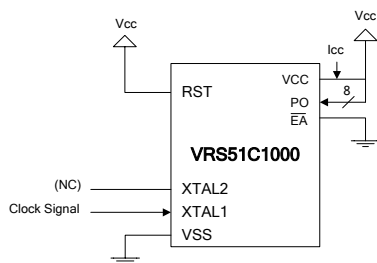 Vcc
Vcc
Icc
VCC
RST
8
PO
EA
VRS51C1000
(NC)
XTAL2
Clock Signal
XTAL1
VSS